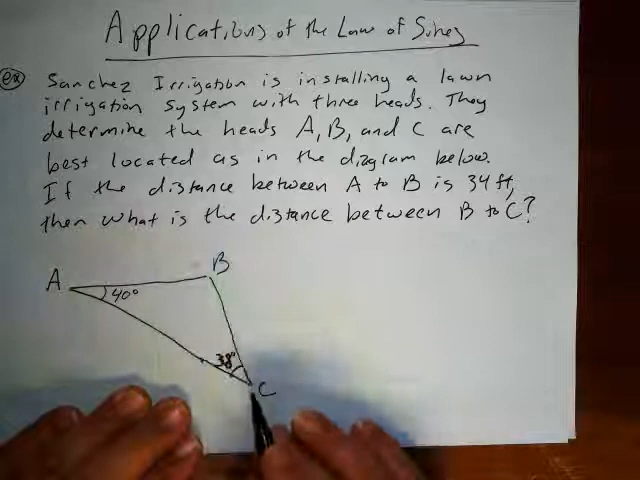 Applications of the Law of Sines
ex Sanchez Irrigation is installing a lawn
irrigation system with three heads. They
determine the heads A, B, and C are
best located as in the diagram below.
If the distance between A to B is 34 ft,
then what is the distance between B to C?
B
A
40°
38°
C